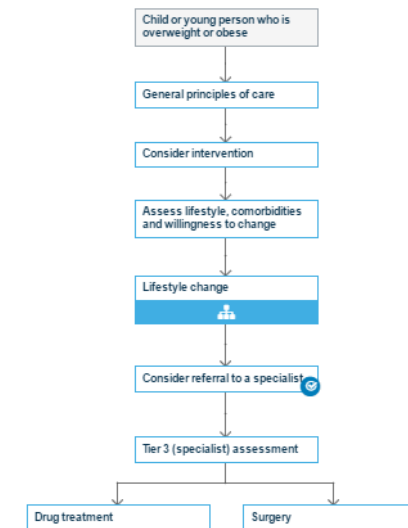 Child or young person who is
overweight or obese
General principles of care
Consider intervention
Assess lifestyle, comorbidities
and willingness to change
Lifestyle change
Consider referral to a specialist
Tier 3 (specialist) assessment
Drug treatment
Surgery